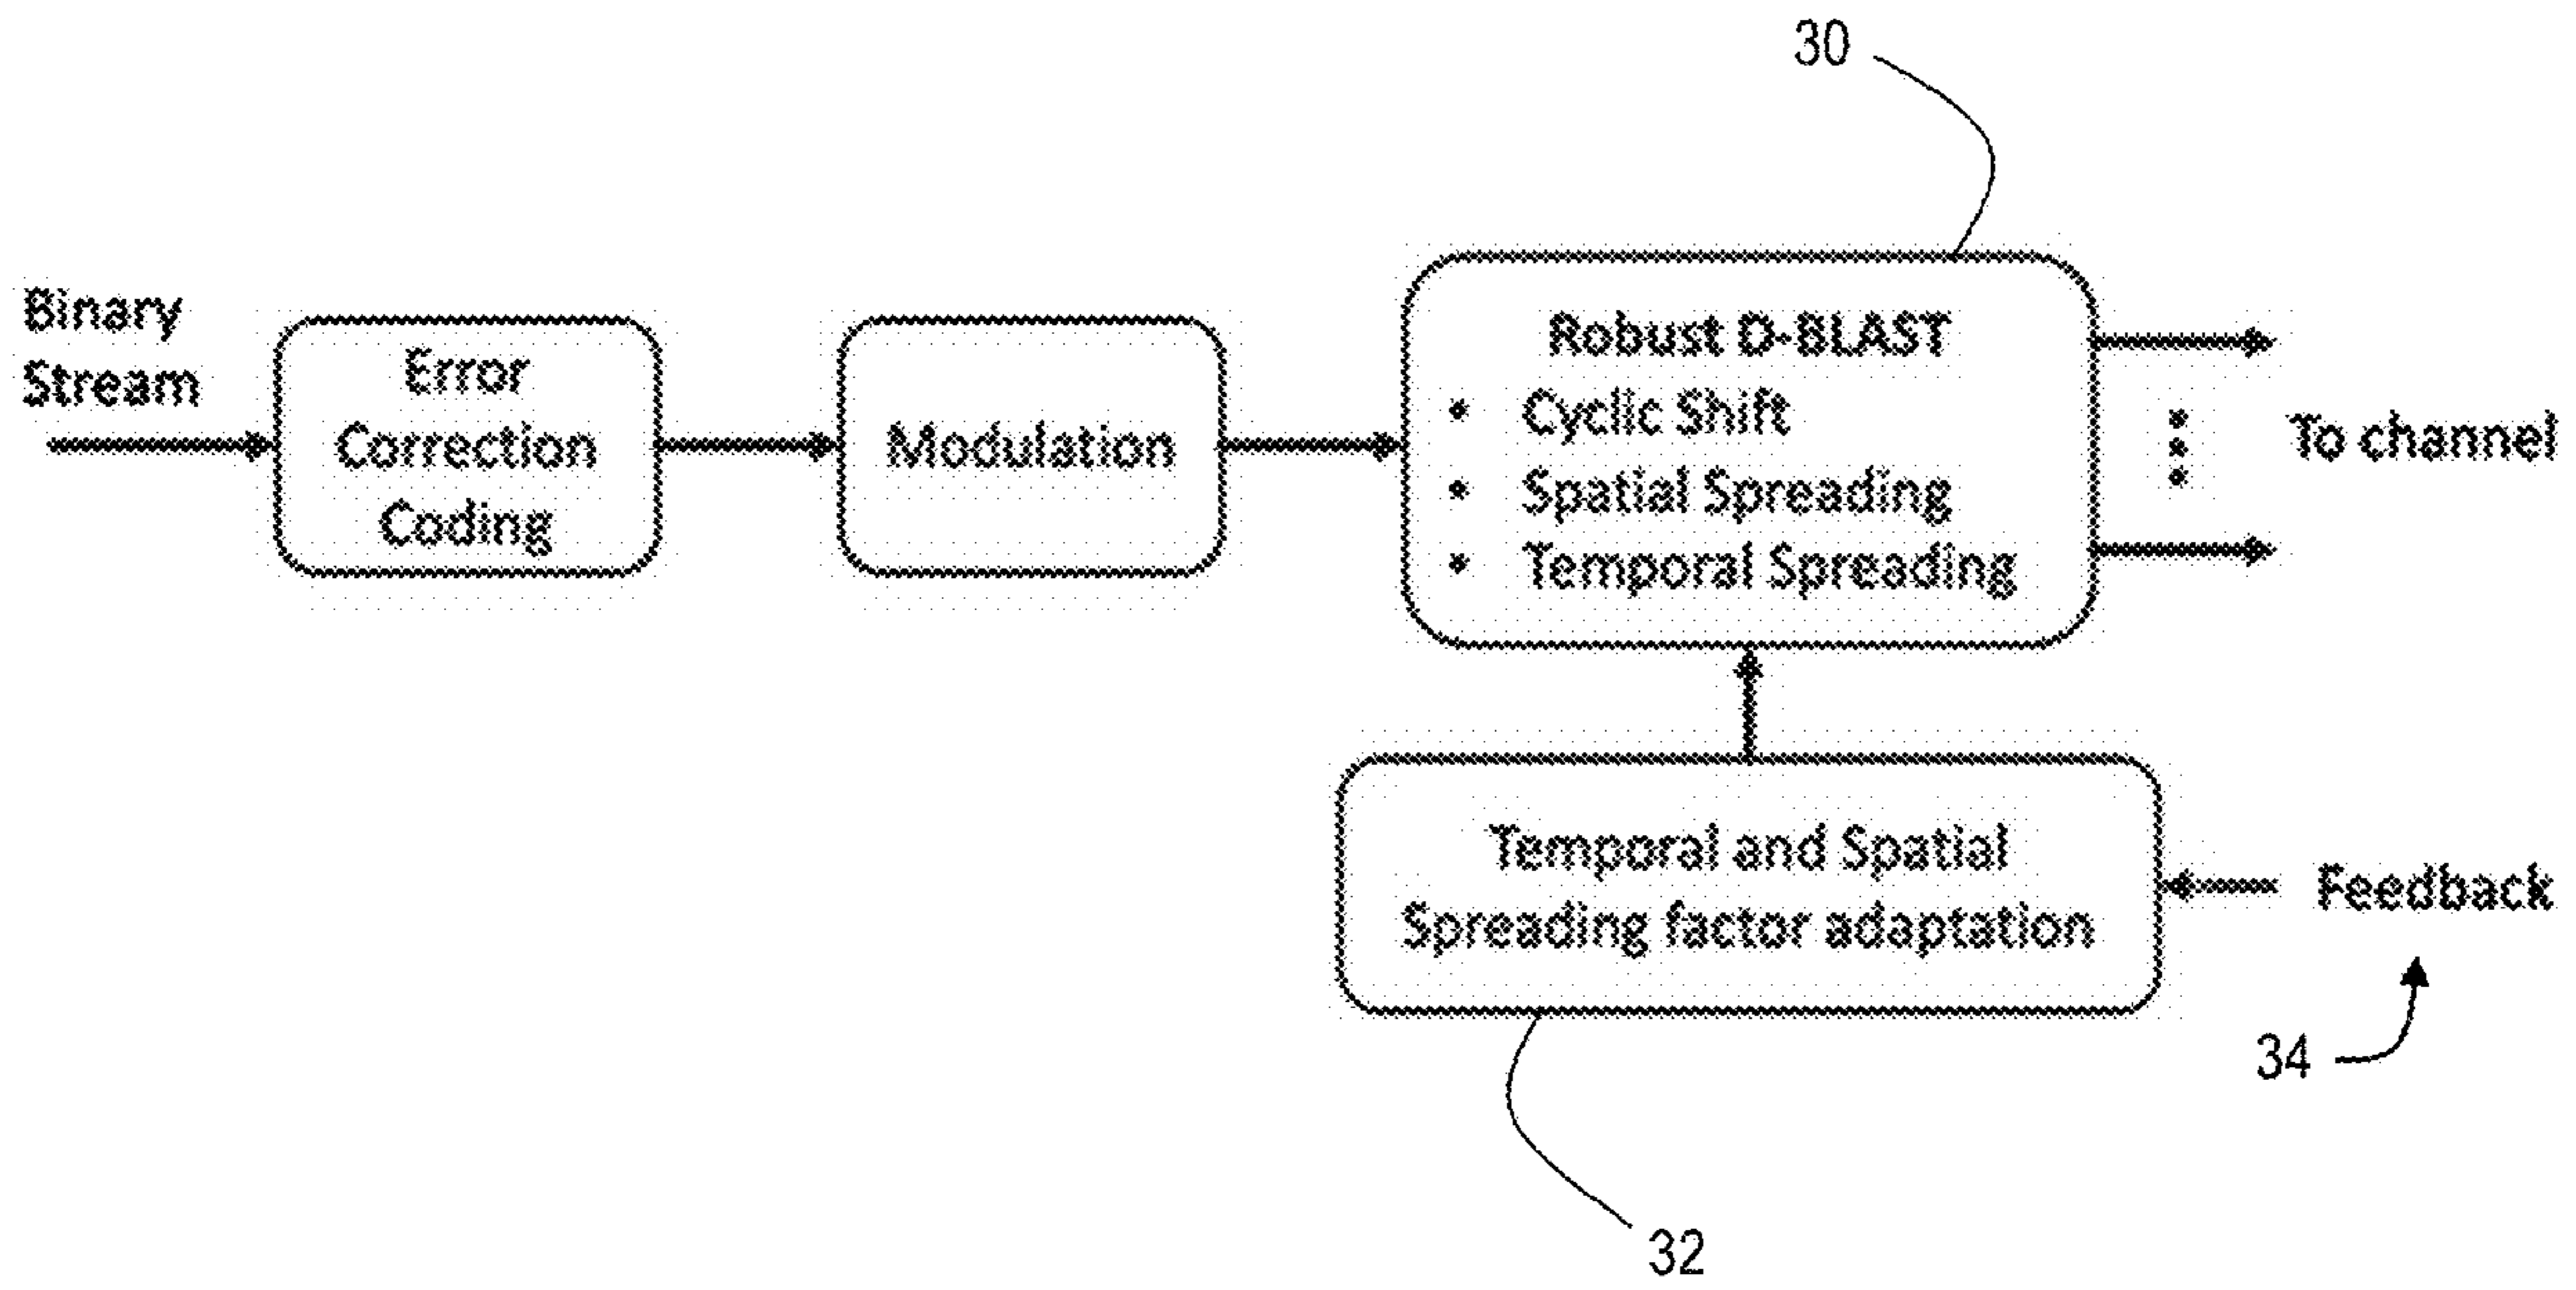 30
Binary
Stream
Error
Correction
Coding
Modulation
Robust D-BLAST
• Cyclic Shift
• Spatial Spreading
• Temporal Spreading
To channel
Temporal and Spatial
Spreading factor adaptation
Feedback
34
32